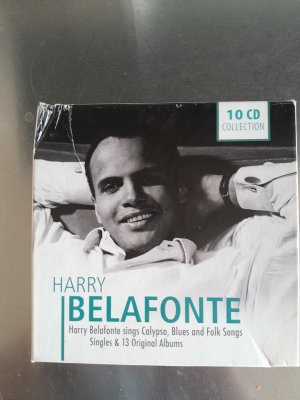 10 CD
COLLECTION
HARRY
BELAFONTE
Harry Belafonte sings Calypso, Blues and Folk Songs
Singles & 13 Original Albums